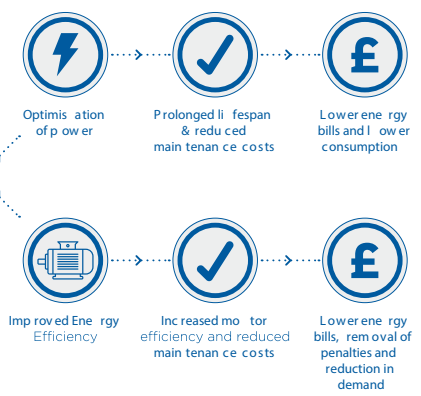 Optimisation
of power
Prolonged lifespan
& reduced
maintenance costs
£
Lower energy
bills and lower
consumption
Improved Energy
Efficiency
Increased motor
efficiency and reduced
maintenance costs
£
Lower energy
bills, removal of
penalties and
reduction in
demand